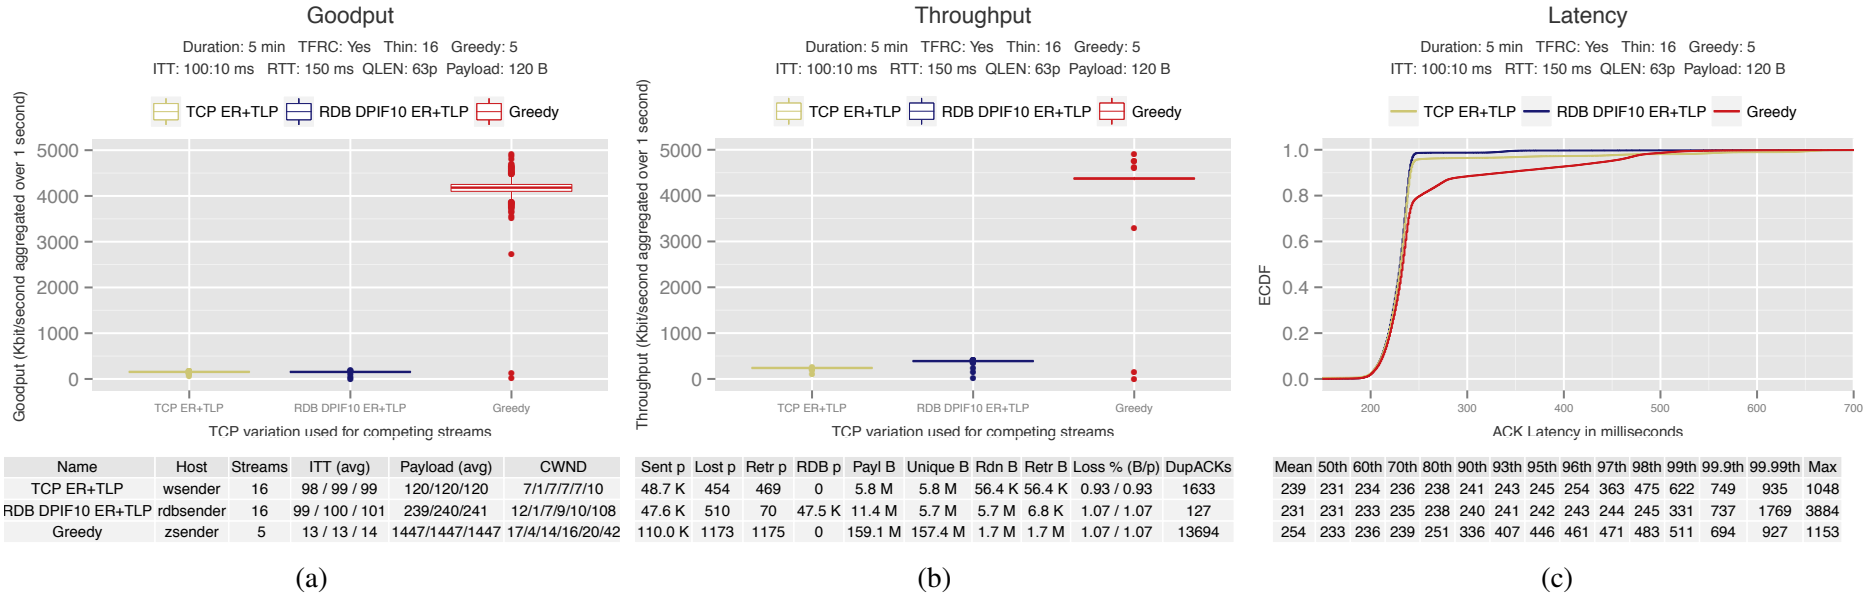 Goodput
Duration: 5 min TFRC: Yes Thin: 16 Greedy: 5
ITT: 100:10 ms RTT: 150 ms QLEN: 63p Payload: 120 B
TCP ER+TLP RDB DPIF10 ER+TLP Greedy
Goodput (Kbit/second aggregated over 1 second)
5000
4000
3000
2000
1000
0
TCP ER+TLP RDB DPIF10 ER+TLP Greedy
TCP variation used for competing streams
Name Host Streams ITT (avg) Payload (avg) CWND
TCP ER+TLP wsender 16 98 / 99 / 99 120/120/120 7/1/7/7/7/10
RDB DPIF10 ER+TLP rdbsender 16 99 / 100 / 101 239/240/241 12/1/7/9/10/108
Greedy zsender 5 13 / 13 / 14 1447/1447/1447 17/4/14/16/20/42
(a)
Throughput
Duration: 5 min TFRC: Yes Thin: 16 Greedy: 5
ITT: 100:10 ms RTT: 150 ms QLEN: 63p Payload: 120 B
TCP ER+TLP RDB DPIF10 ER+TLP Greedy
Throughput (Kbit/second aggregated over 1 second)
5000
4000
3000
2000
1000
0
TCP ER+TLP RDB DPIF10 ER+TLP Greedy
TCP variation used for competing streams
Sent p Lost p Retr p RDB p Payl B Unique B Rdn B Retr B Loss % (B/p) DupACKs
48.7 K 454 469 0 5.8 M 5.8 M 56.4 K 56.4 K 0.93 / 0.93 1633
47.6 K 510 70 47.5 K 11.4 M 5.7 M 5.7 M 6.8 K 1.07 / 1.07 127
110.0 K 1173 1175 0 159.1 M 157.4 M 1.7 M 1.7 M 1.07 / 1.07 13694
(b)
Latency
Duration: 5 min TFRC: Yes Thin: 16 Greedy: 5
ITT: 100:10 ms RTT: 150 ms QLEN: 63p Payload: 120 B
TCP ER+TLP RDB DPIF10 ER+TLP Greedy
ECDF
1.0
0.8
0.6
0.4
0.2
0.0
200 300 400 500 600 700
ACK Latency in milliseconds
Mean 50th 60th 70th 80th 90th 93th 95th 96th 97th 98th 99th 99.9th 99.99th Max
239 231 234 236 238 241 243 245 254 363 475 622 749 935 1048
231 231 233 235 238 240 241 242 243 244 245 331 737 1769 3884
254 233 236 239 251 336 407 446 461 471 483 511 694 927 1153
(c)